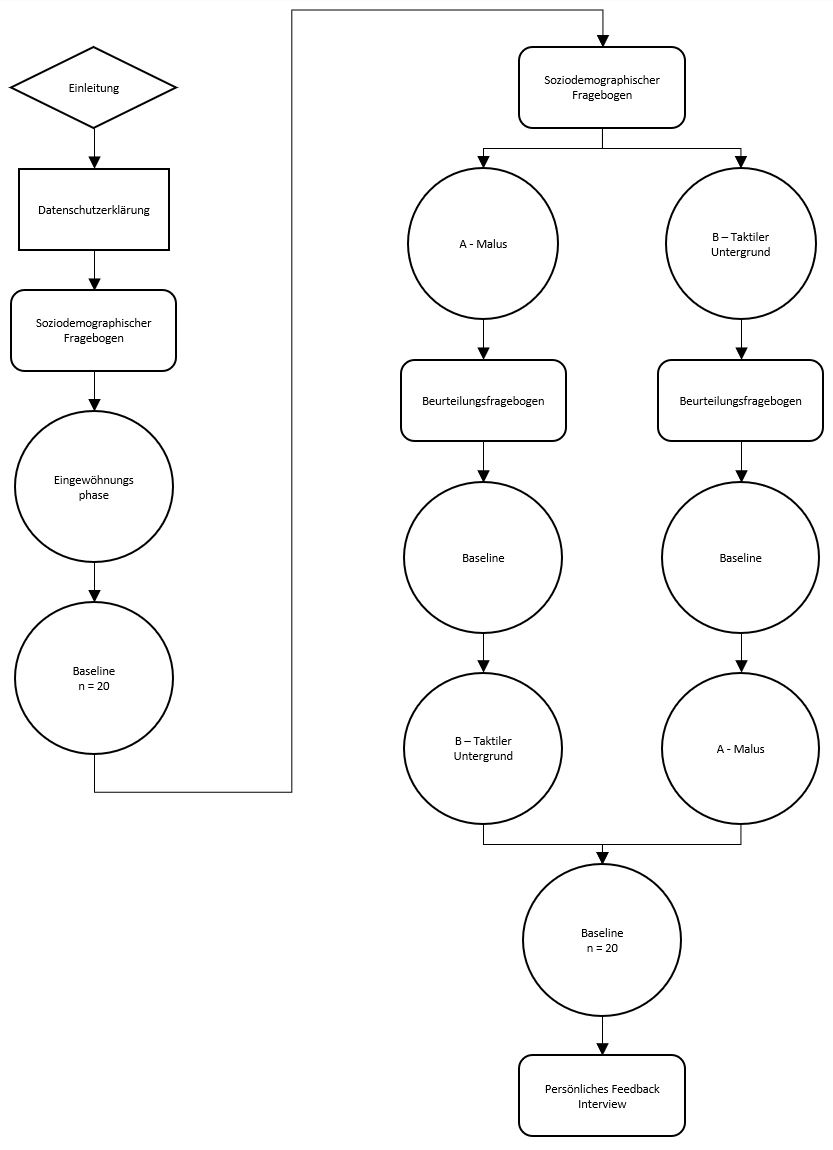 Einleitung
Datenschutzerklärung
Soziodemographischer
Fragebogen
Eingewöhnungs
phase
Baseline
n = 20
Soziodemographischer
Fragebogen
A - Malus
Beurteilungsfragebogen
Baseline
B – Taktiler
Untergrund
B – Taktiler
Untergrund
Beurteilungsfragebogen
Baseline
A - Malus
Baseline
n = 20
Persönliches Feedback
Interview